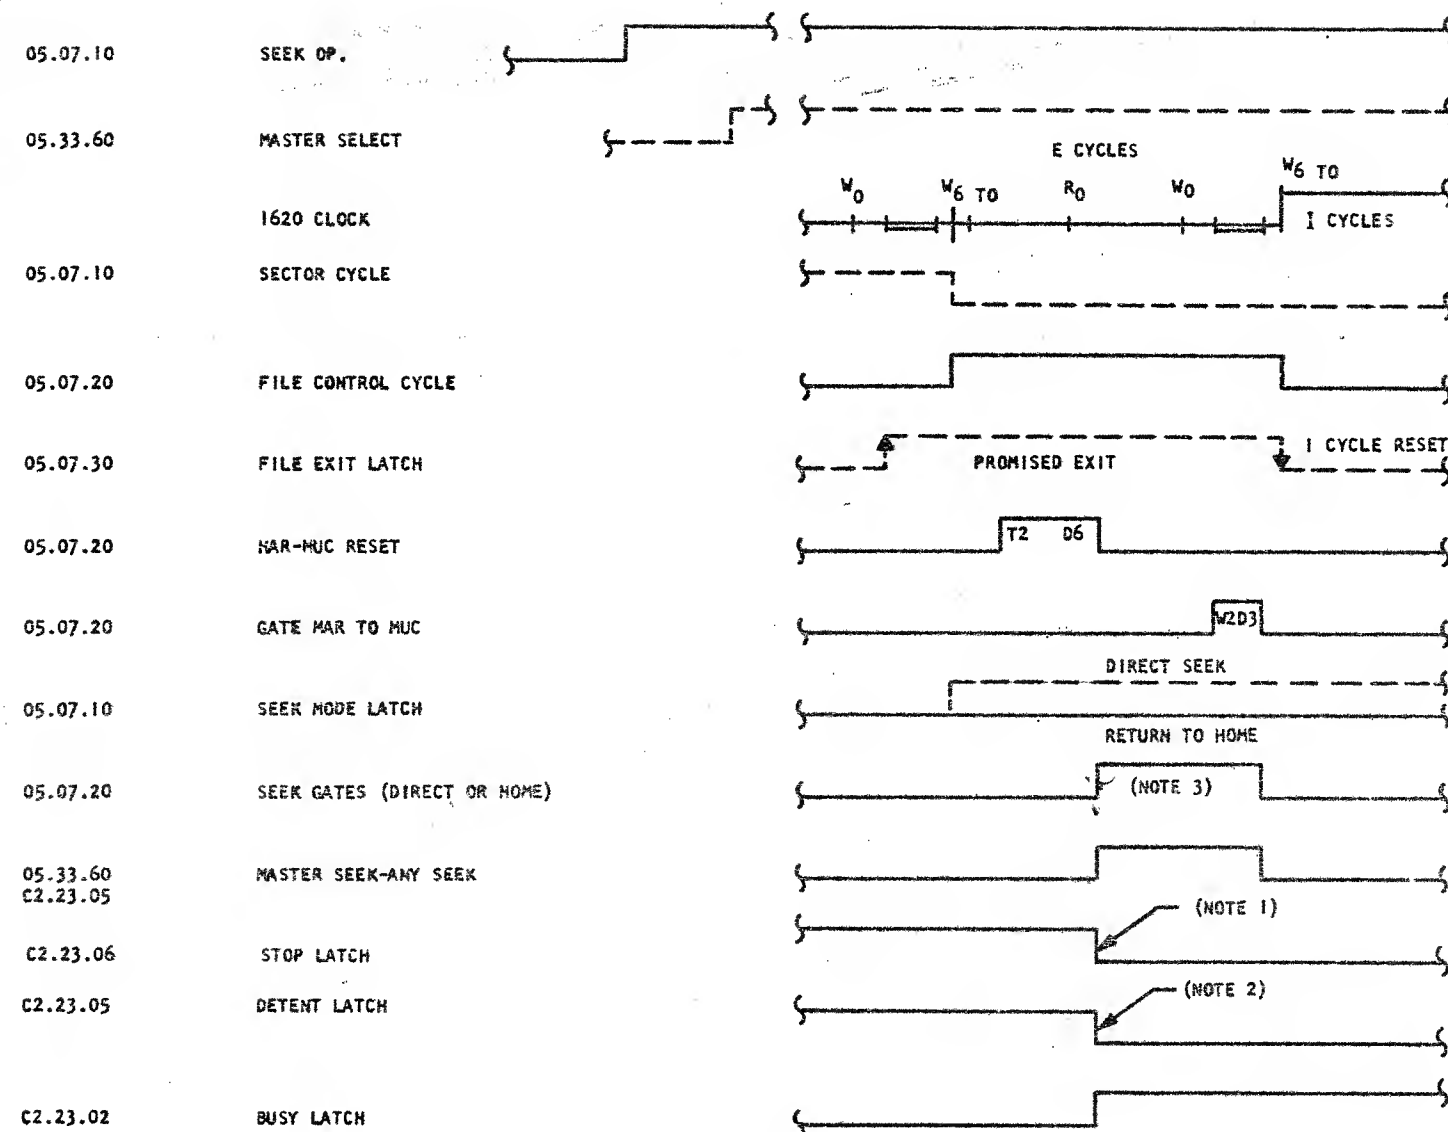 05.07.10 SEEK OP.
05.33.60 MASTER SELECT
E CYCLES
W0 W6 T0 R0 W0 W6 T0
1620 CLOCK I CYCLES
05.07.10 SECTOR CYCLE
05.07.20 FILE CONTROL CYCLE
05.07.30 FILE EXIT LATCH PROMISED EXIT I CYCLE RESET
05.07.20 MAR-MUC RESET T2 D6
05.07.20 GATE MAR TO MUC W2D3
DIRECT SEEK
05.07.10 SEEK MODE LATCH
RETURN TO HOME
05.07.20 SEEK GATES (DIRECT OR HOME) (NOTE 3)
05.33.60 MASTER SEEK-ANY SEEK
C2.23.05
(NOTE 1)
C2.23.06 STOP LATCH
C2.23.05 DETENT LATCH (NOTE 2)
C2.23.02 BUSY LATCH